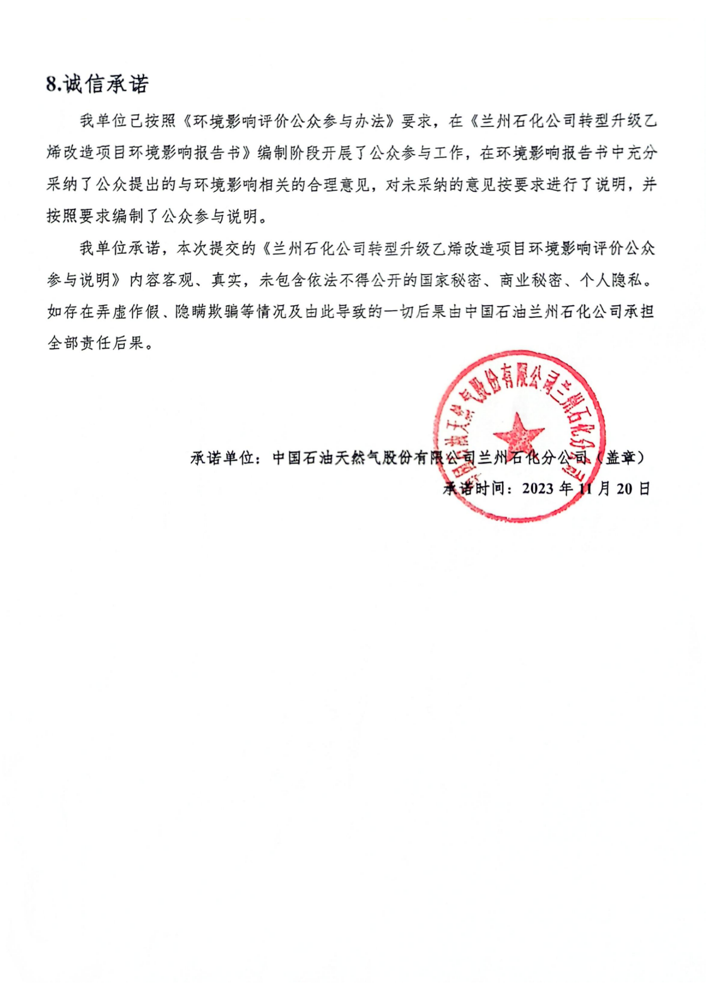 8.诚信承诺
我单位已按照《环境影响评价公众参与办法》要求，在《兰州石化公司转型升级乙
烯改造项目环境影响报告书》编制阶段开展了公众参与工作，在环境影响报告书中充分
采纳了公众提出的与环境影响相关的合理意见，对未采纳的意见按要求进行了说明，并
按照要求编制了公众参与说明。
我单位承诺，本次提交的《兰州石化公司转型升级乙烯改造项目环境影响评价公众
参与说明》内容客观、真实，未包含依法不得公开的国家秘密、商业秘密、个人隐私。
如存在弄虚作假、隐瞒欺骗等情况及由此导致的一切后果由中国石油兰州石化公司承担
全部责任后果。
中国石油天然气股份有限公司兰州石化分公司
承诺单位：中国石油天然气股份有限公司兰州石化分公司（盖章）
承诺时间：2023 年 11 月 20 日